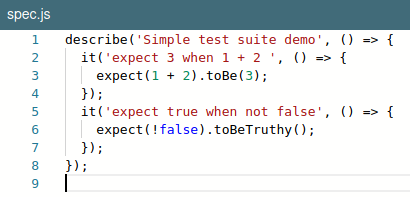 spec.js
1 describe('Simple test suite demo', () => {
2   it('expect 3 when 1 + 2 ', () => {
3     expect(1 + 2).toBe(3);
4   });
5   it('expect true when not false', () => {
6     expect(!false).toBeTruthy();
7   });
8 });
9